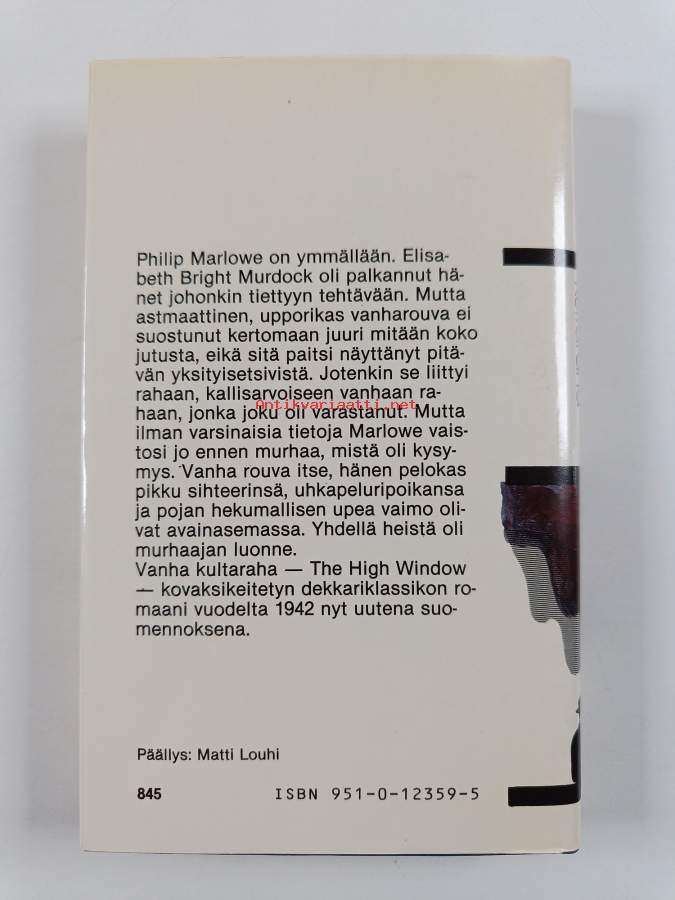 Philip Marlowe on ymmällään. Elisa-
beth Bright Murdock oli palkannut hä-
net johonkin tiettyyn tehtävään. Mutta
astmaattinen, upporikas vanharouva ei
suostunut kertomaan juuri mitään koko
jutusta, eikä sitä paitsi näyttänyt pitä-
vän yksityisetsivistä. Jotenkin se liittyi
rahaan, kallisarvoiseen vanhaan ra-
haan, jonka joku oli varastanut. Mutta
Antikvariaatti.net
ilman varsinaisia tietoja Marlowe vais-
tosi jo ennen murhaa, mistä oli kysy-
mys. Vanha rouva itse, hänen pelokas
pikku sihteerinsä, uhkapeluripoikansa
ja pojan hekumallisen upea vaimo oli-
vat avainasemassa. Yhdellä heistä oli
murhaajan luonne.
Vanha kultaraha — The High Window
— kovaksikeitetyn dekkariklassikon ro-
maani vuodelta 1942 nyt uutena suo-
mennoksena.
Päällys: Matti Louhi
845 ISBN 951-0-12359-5